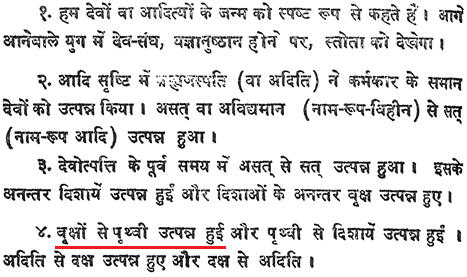 १. हम देवों वा आदित्यों के जन्म को स्पष्ट रूप से कहते हैं। आगे
आनेवाले युग में देव-संघ, यज्ञानुष्ठान होने पर, स्तोता को देखेगा।
२. आदि सृष्टि में ब्रह्मणस्पति (वा अदिति) ने कर्मकार के समान
देवों को उत्पन्न किया। असत् वा अविद्यमान (नाम-रूप-विहीन) से सत्
(नाम-रूप आदि) उत्पन्न हुआ।
३. देवोत्पत्ति के पूर्व समय में असत् से सत् उत्पन्न हुआ। इसके
अनन्तर दिशायें उत्पन्न हुईं और दिशाओं के अनन्तर वृक्ष उत्पन्न हुए।
४. वृक्षों से पृथ्वी उत्पन्न हुई और पृथ्वी से दिशायें उत्पन्न हुईं।
अदिति से दक्ष उत्पन्न हुए और दक्ष से अदिति।